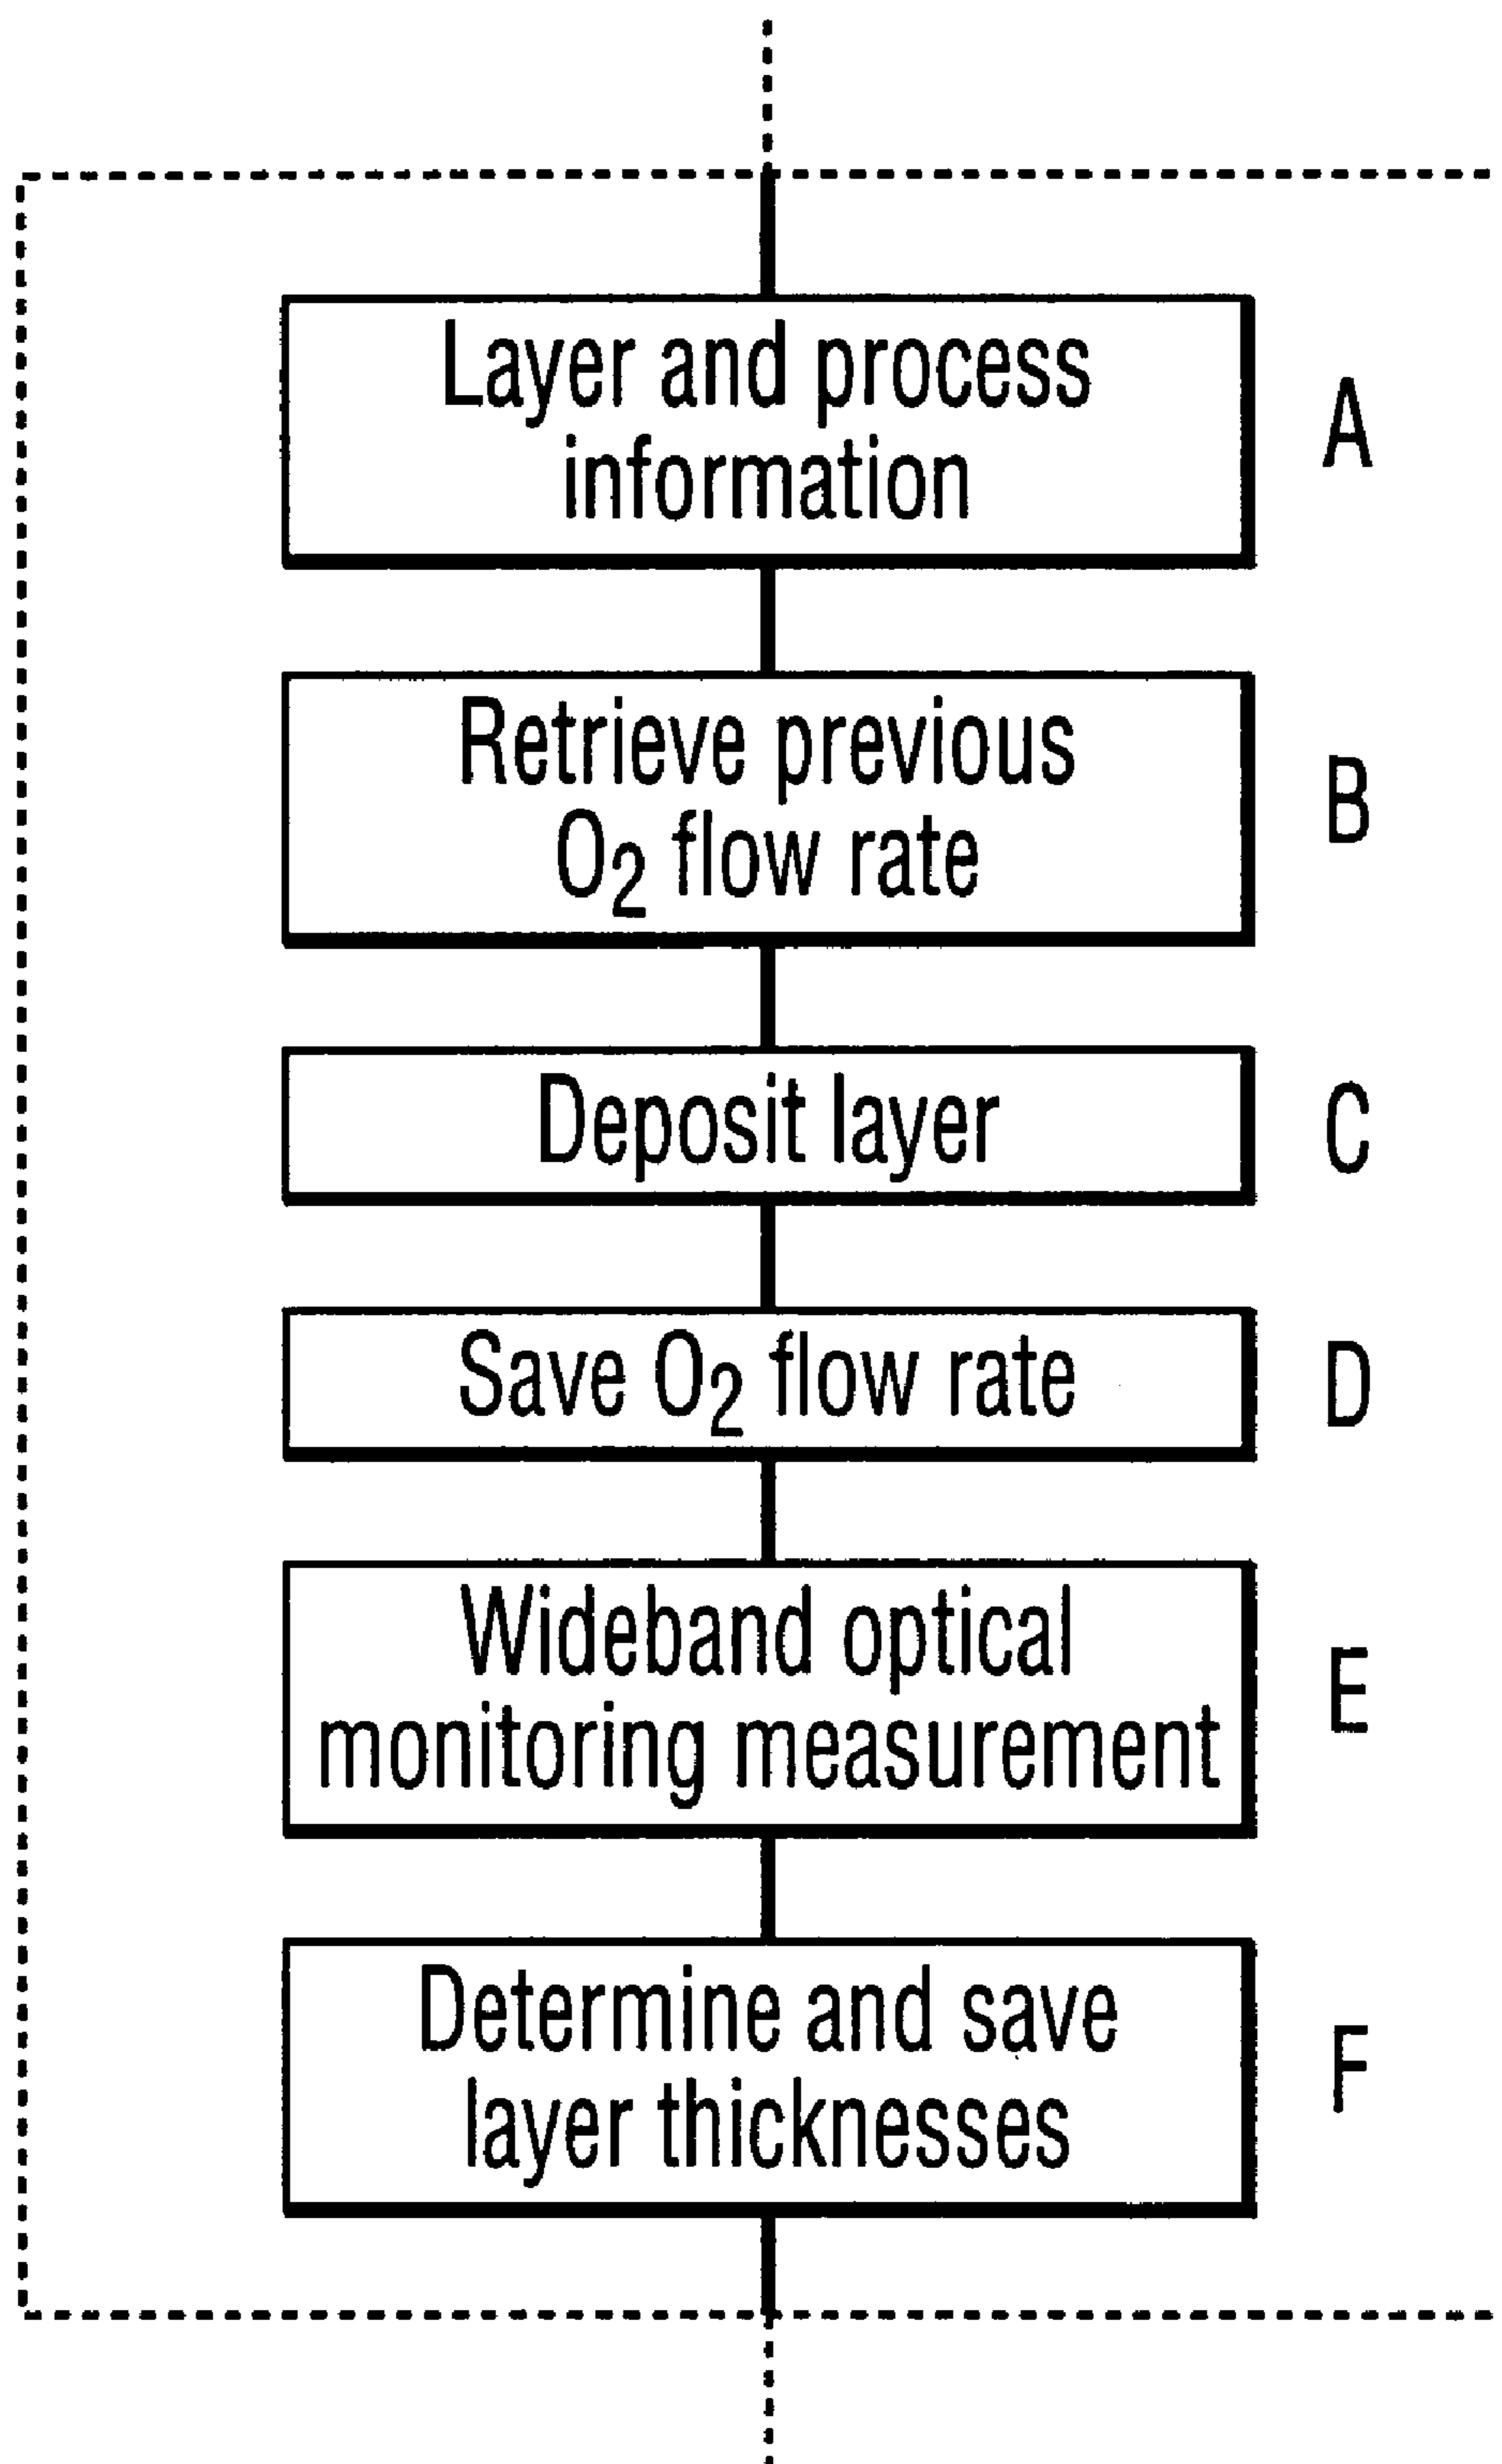 Layer and process
information
A
Retrieve previous
O₂ flow rate
B
Deposit layer
C
Save O₂ flow rate
D
Wideband optical
monitoring measurement
E
Determine and save
layer thicknesses
F